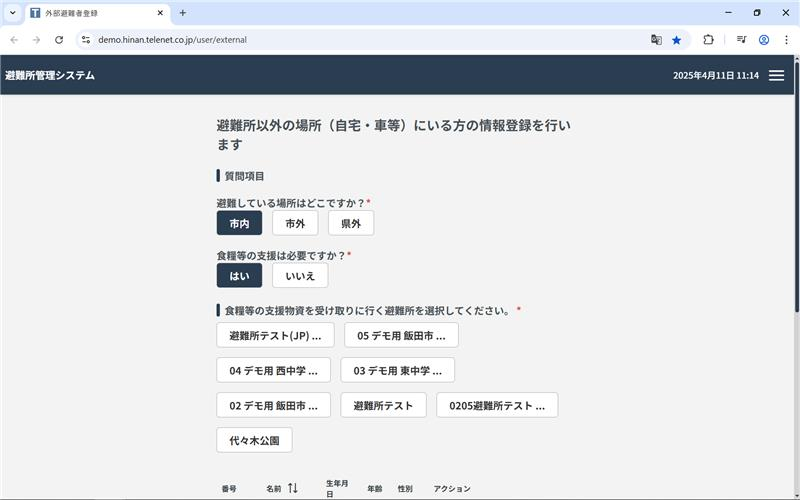 外部避難者登録
demo.hinan.telenet.co.jp/user/external
避難所管理システム
2025年4月11日 11:14
避難所以外の場所（自宅・車等）にいる方の情報登録を行い
ます
質問項目
避難している場所はどこですか？*
市内 市外 県外
食糧等の支援は必要ですか？*
はい いいえ
食糧等の支援物資を受け取りに行く避難所を選択してください。 *
避難所テスト(JP) ... 05 デモ用 飯田市 ...
04 デモ用 西中学 ... 03 デモ用 東中学 ...
02 デモ用 飯田市 ... 避難所テスト 0205避難所テスト ...
代々木公園
番号 名前 生年月日 年齢 性別 アクション